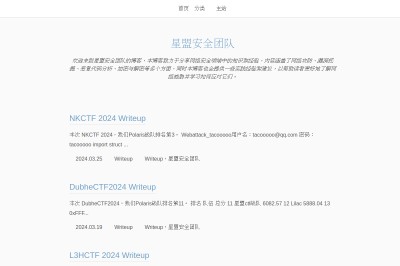 首页 分类 主站
星盟安全团队
欢迎来到星盟安全团队的博客，本博客致力于分享网络安全领域中的知识和经验，内容涵盖了网络攻防、漏洞挖
掘、恶意代码分析、加密与解密等多个方面，同时本博客也会提供一些实践经验和建议，以帮助读者更好地了解网
络威胁并学习如何应对它们。
NKCTF 2024 Writeup
本次 NKCTF 2024，我们Polaris战队排名第3。 Webattack_tacooooo用户名：tacooooo@qq.com 密码：
tacooooo import struct ...
2024.03.25 Writeup Writeup，星盟安全团队
DubheCTF2024 Writeup
本次 DubheCTF2024，我们Polaris战队排名第11。 排名 队伍 总分 11 星盟ctf战队 6082.57 12 Lilac 5888.04 13
0xFFF...
2024.03.19 Writeup Writeup，星盟安全团队
L3HCTF 2024 Writeup